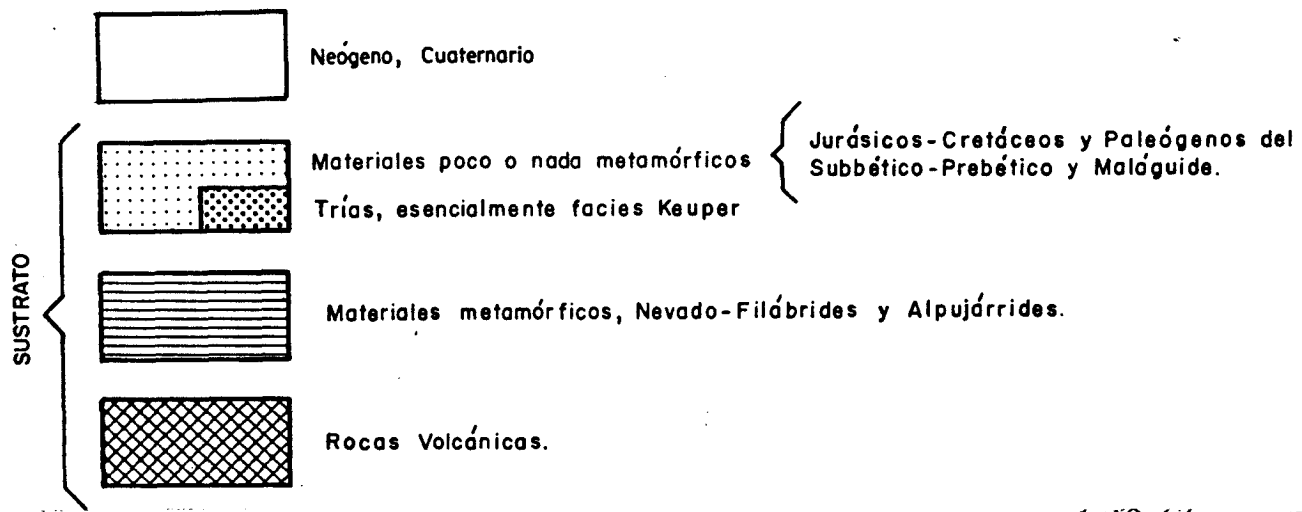 Neógeno, Cuaternario
Materiales poco o nada metamórficos
Jurásicos-Cretáceos y Paleógenos del
Subbético-Prebético y Maláguide.
Trías, esencialmente facies Keuper
SUSTRATO
Materiales metamórficos, Nevado-Filábrides y Alpujárrides.
Rocas Volcánicas.